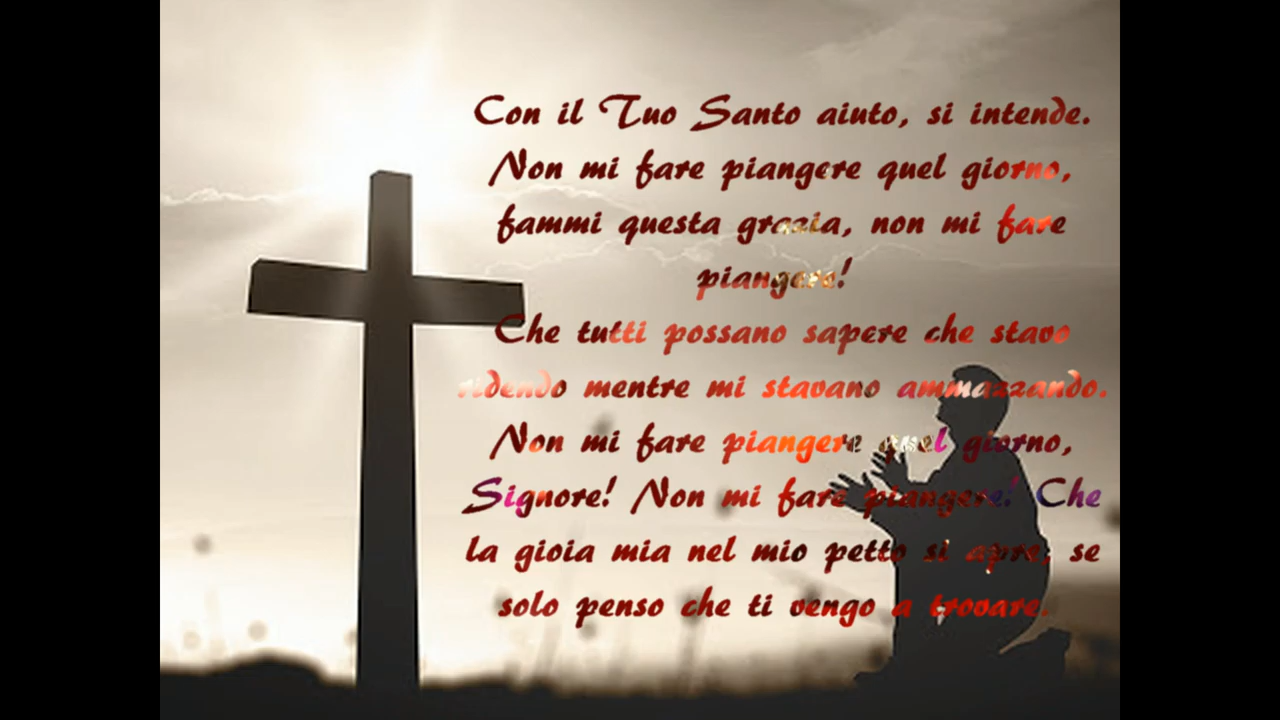 Con il Tuo Santo aiuto, si intende.
Non mi fare piangere quel giorno,
fammi questa grazia, non mi fare
piangere!
Che tutti possano sapere che stavo
ridendo mentre mi stavano ammazzando.
Non mi fare piangere quel giorno,
Signore! Non mi fare piangere! Che
la gioia mia nel mio petto si apre, se
solo penso che ti vengo a trovare.